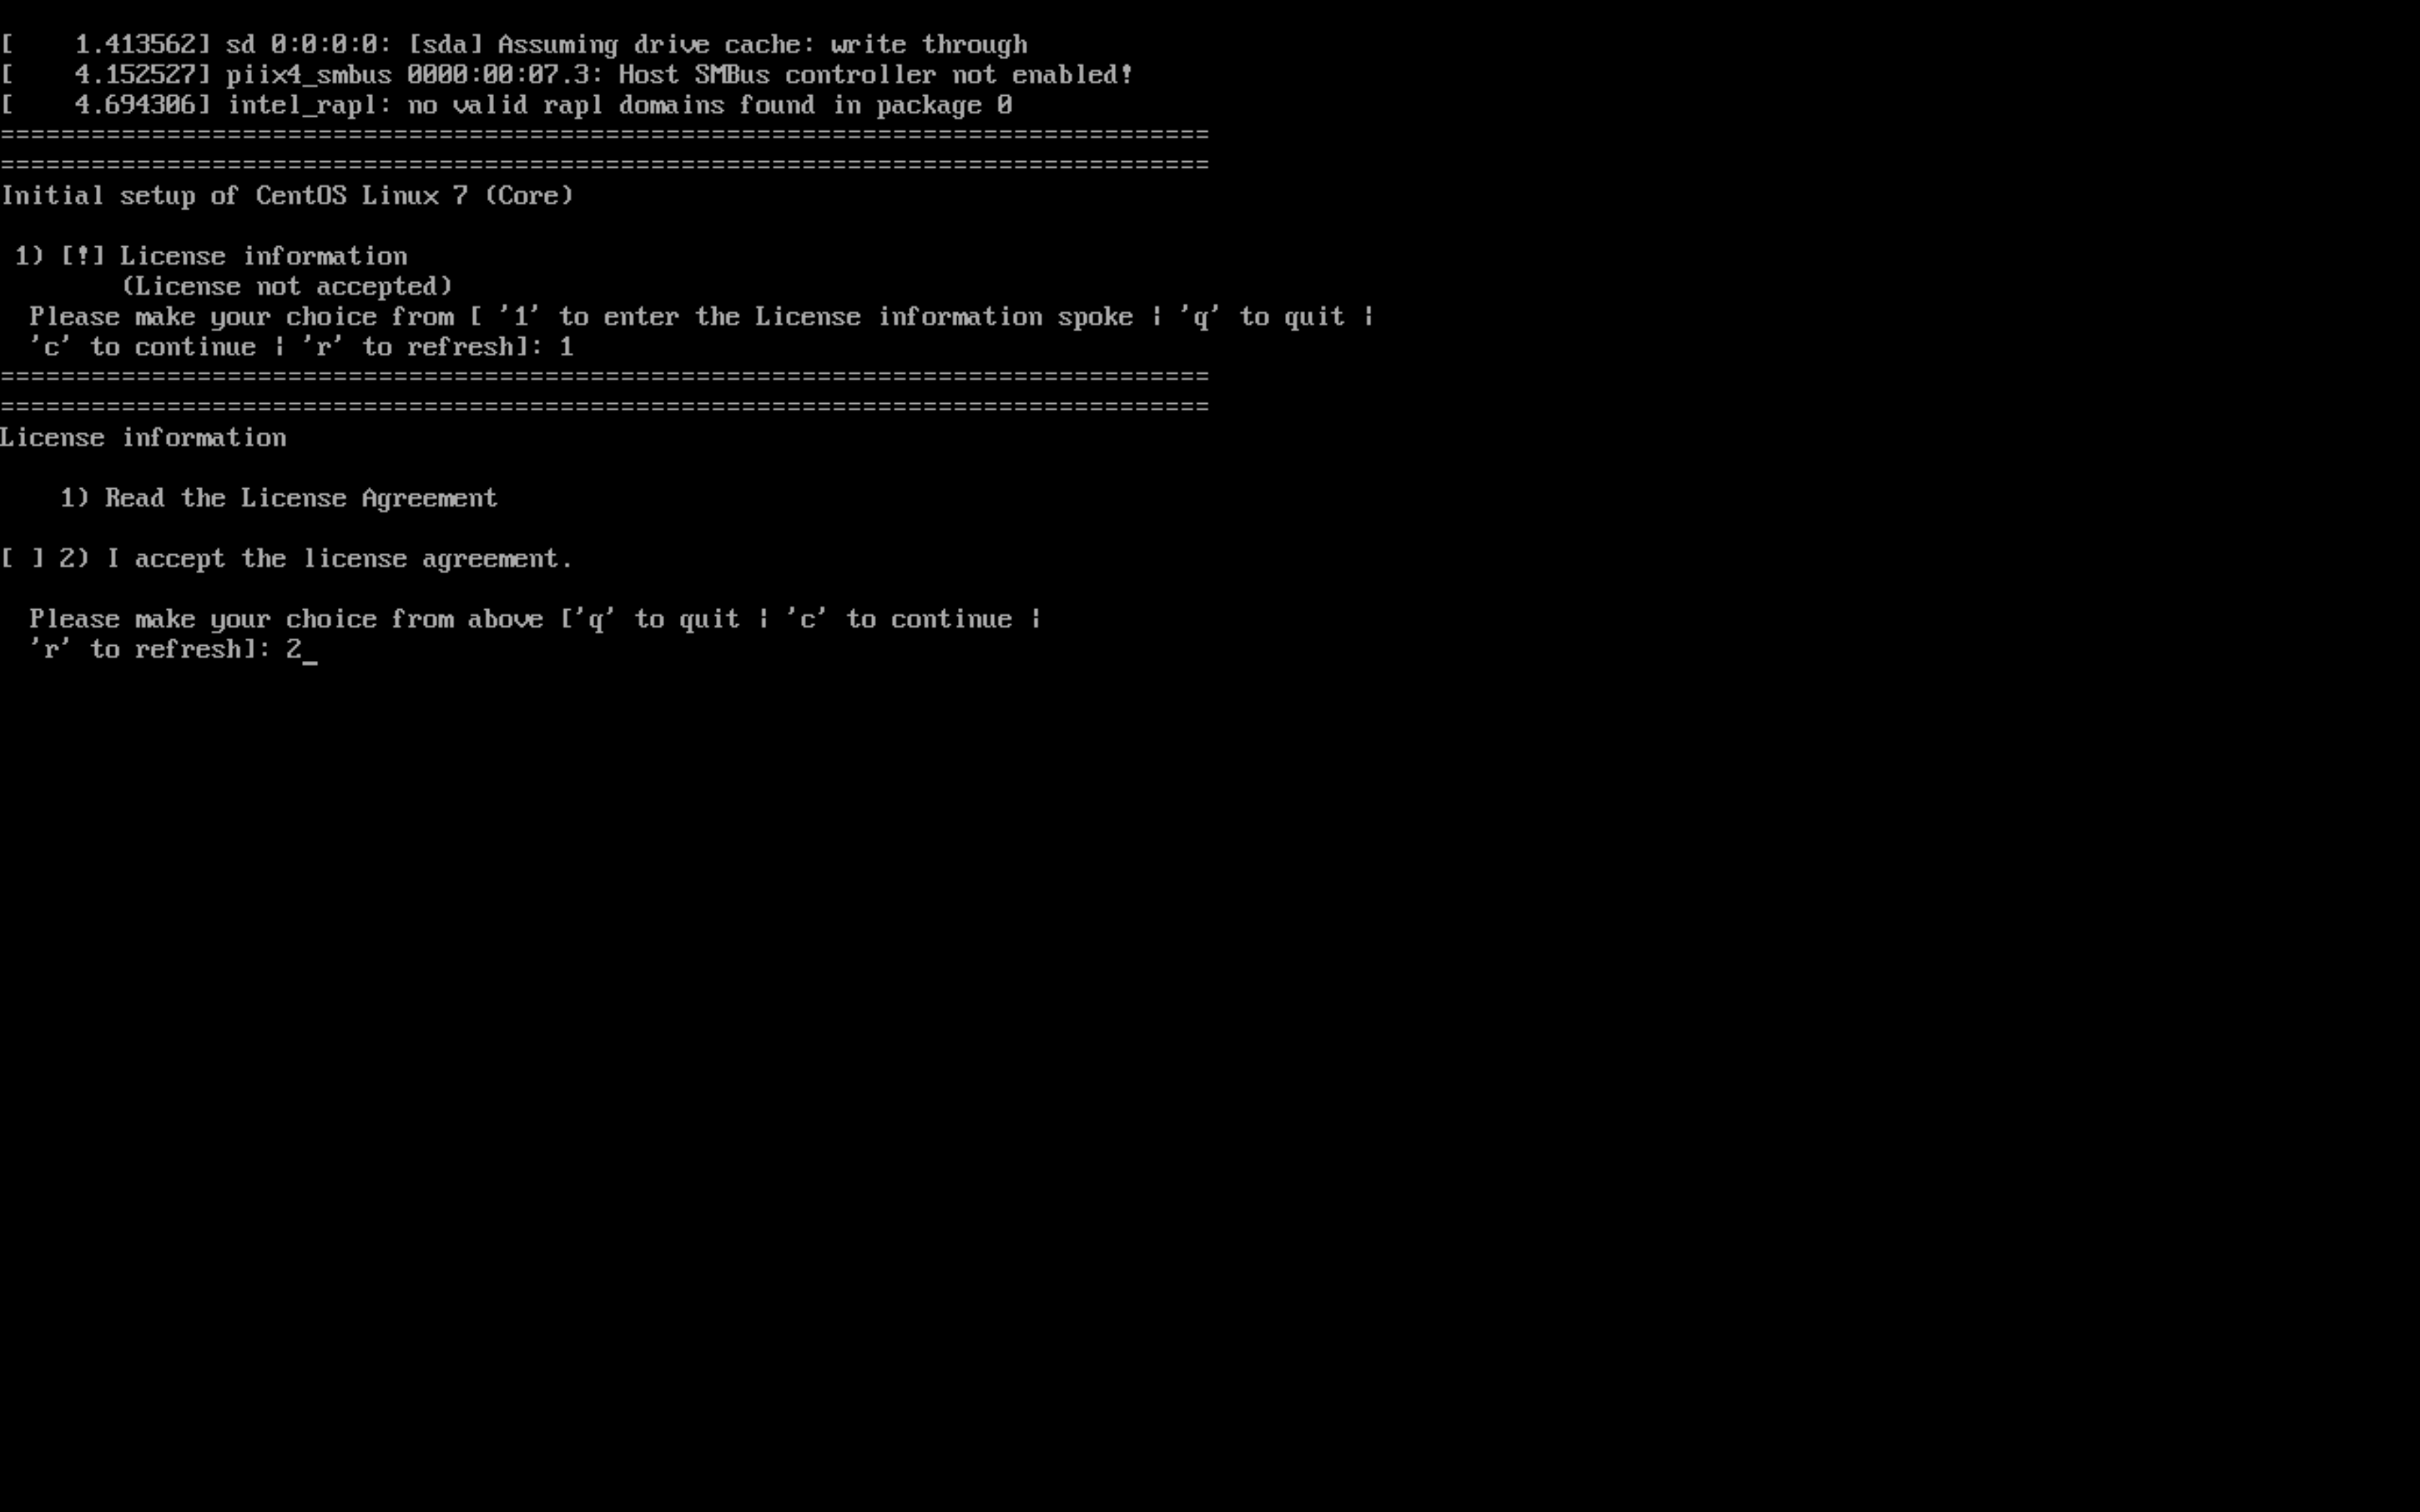 [    1.413562] sd 0:0:0:0: [sda] Assuming drive cache: write through
[    4.152527] piix4_smbus 0000:00:07.3: Host SMBus controller not enabled!
[    4.694306] intel_rapl: no valid rapl domains found in package 0
================================================================================
================================================================================
Initial setup of CentOS Linux 7 (Core)
 1) [!] License information
        (License not accepted)
  Please make your choice from [ '1' to enter the License information spoke | 'q' to quit |
  'c' to continue | 'r' to refresh]: 1
================================================================================
================================================================================
License information
    1) Read the License Agreement
[ ] 2) I accept the license agreement.
  Please make your choice from above ['q' to quit | 'c' to continue |
  'r' to refresh]: 2_